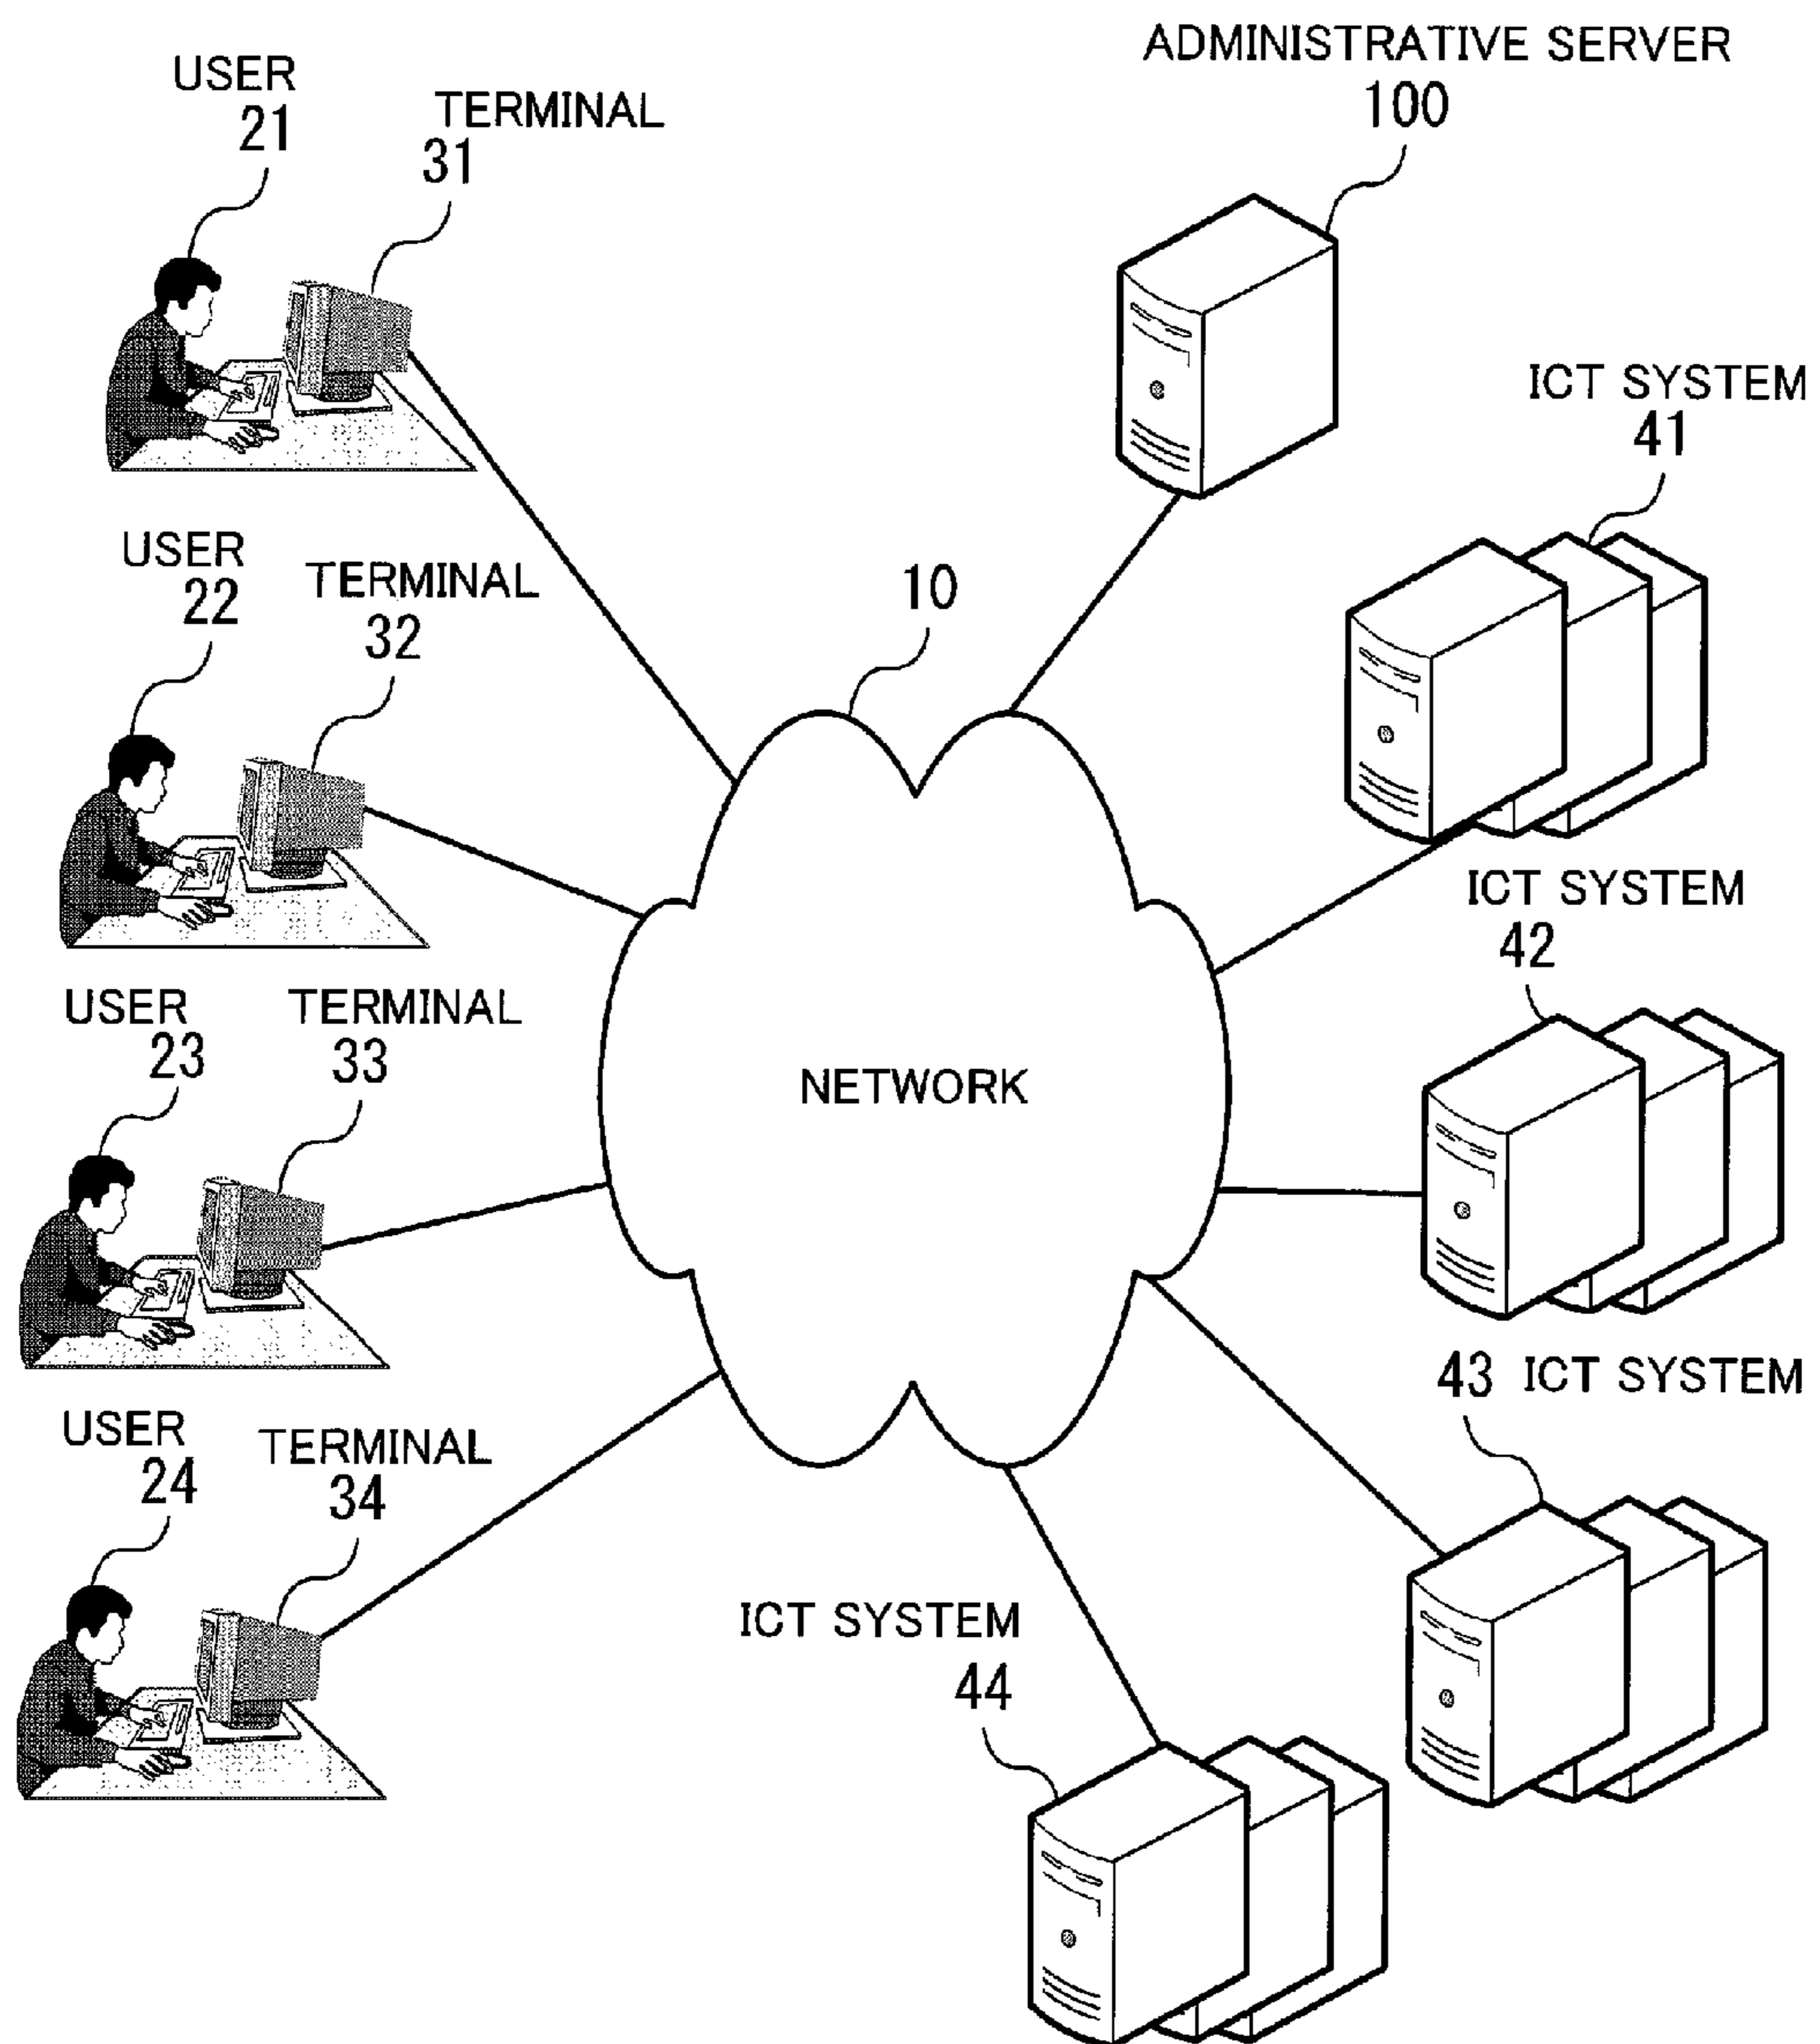 ADMINISTRATIVE SERVER
100
USER
21
TERMINAL
31
ICT SYSTEM
41
USER
22
TERMINAL
32
10
ICT SYSTEM
42
USER
23
TERMINAL
33
NETWORK
43 ICT SYSTEM
USER
24
TERMINAL
34
ICT SYSTEM
44